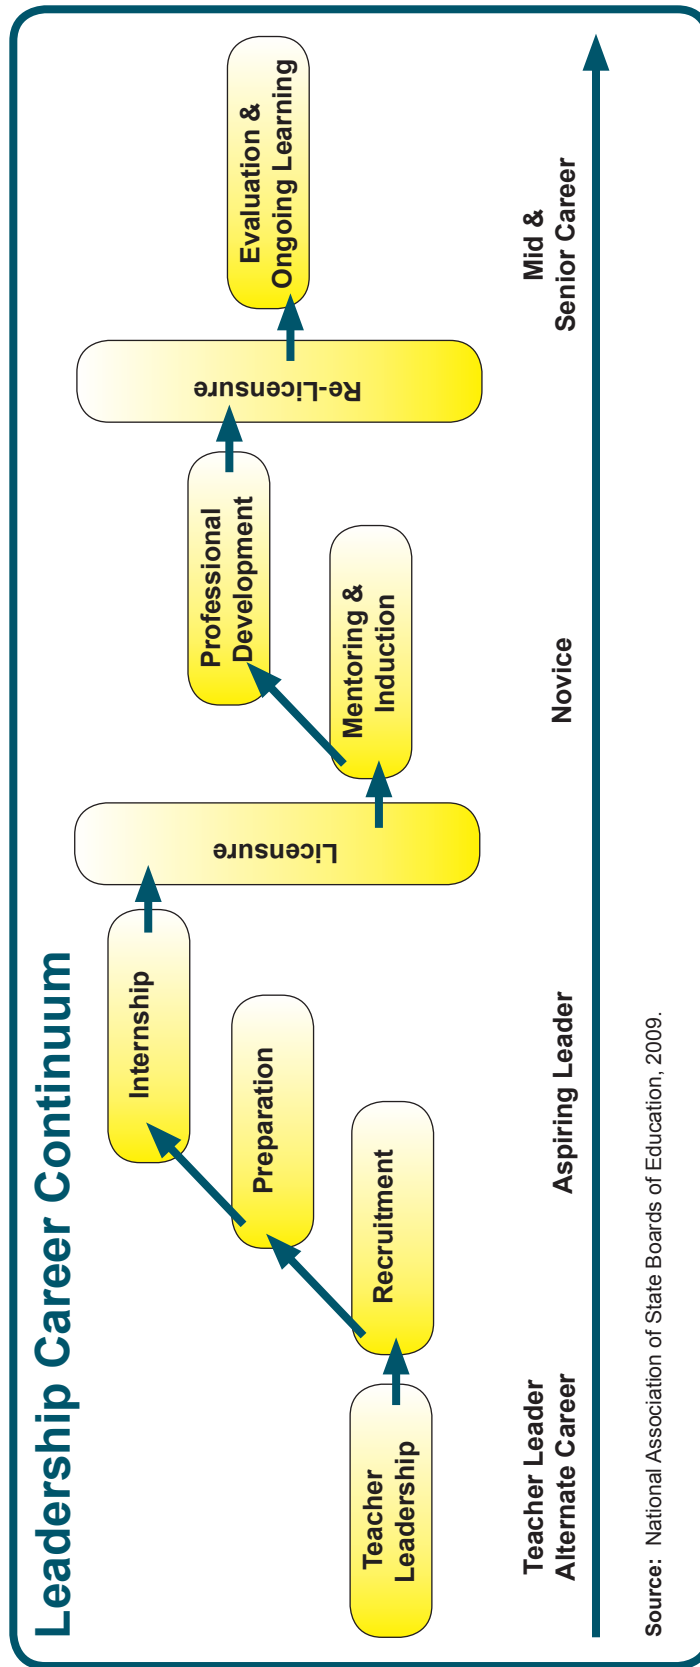 Leadership Career Continuum
Teacher
Leadership
Recruitment
Preparation
Internship
Licensure
Mentoring &
Induction
Professional
Development
Re-Licensure
Evaluation &
Ongoing Learning
Teacher Leader
Alternate Career
Aspiring Leader
Novice
Mid &
Senior Career
Source: National Association of State Boards of Education, 2009.